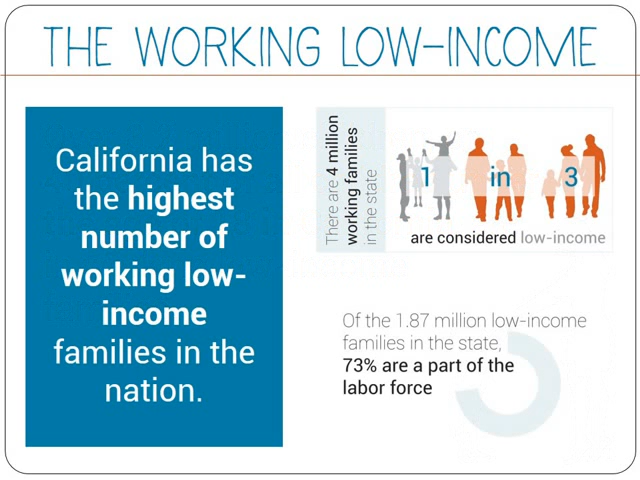 THE WORKING LOW-INCOME
California has
the highest
number of
working low-
income
families in the
nation.
There are 4 million
working families
in the state
1 in 3
are considered low-income
Of the 1.87 million low-income
families in the state,
73% are a part of the
labor force